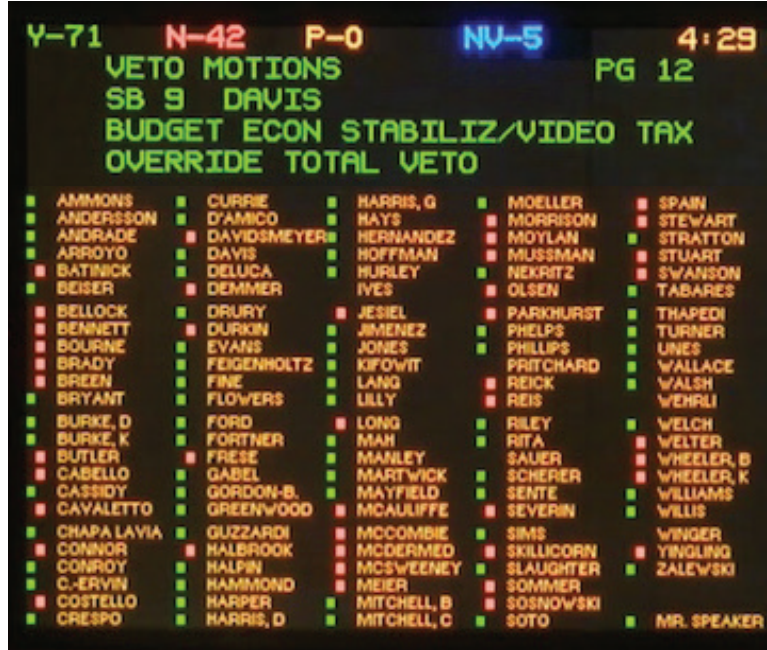 Y-71 N-42 P-0 NV-5 4:29
VETO MOTIONS PG 12
SB 9 DAVIS
BUDGET ECON STABILIZ/VIDEO TAX
OVERRIDE TOTAL VETO
AMMONS CURRIE HARRIS, G MOELLER SPAIN
ANDERSSON D'AMICO HAYS MORRISON STEWART
ANDRADE DAVIDSMEYER HERNANDEZ MOYLAN STRATTON
ARROYO DAVIS HOFFMAN MUSSMAN STUART
BATINICK DELUCA HURLEY NEKRITZ SWANSON
BEISER DEMMER IVES OLSEN TABARES
BELLOCK DRURY JESIEL PARKHURST THAPEDI
BENNETT DURKIN JIMENEZ PHELPS TURNER
BOURNE EVANS JONES PHILLIPS UNES
BRADY FEIGENHOLTZ KIFOWIT PRITCHARD WALLACE
BREEN FINE LANG REICK WALSH
BRYANT FLOWERS LILLY REIS WEHRLI
BURKE, D FORD LONG RILEY WELCH
BURKE, K FORTNER MAH RITA WELTER
BUTLER FRESE MANLEY SAUER WHEELER, B
CABELLO GABEL MARTWICK SCHERER WHEELER, K
CASSIDY GORDON-B. MAYFIELD SENTE WILLIAMS
CAVALETTO GREENWOOD MCAULIFFE SEVERIN WILLIS
CHAPA LAVIA GUZZARDI MCCOMBIE SIMS WINGER
CONNOR HALBROOK MCDERMED SKILLICORN YINGLING
CONROY HALPIN MCSWEENEY SLAUGHTER ZALEWSKI
C.-ERVIN HAMMOND MEIER SOMMER
COSTELLO HARPER MITCHELL, B SOSNOWSKI
CRESPO HARRIS, D MITCHELL, C SOTO MR. SPEAKER